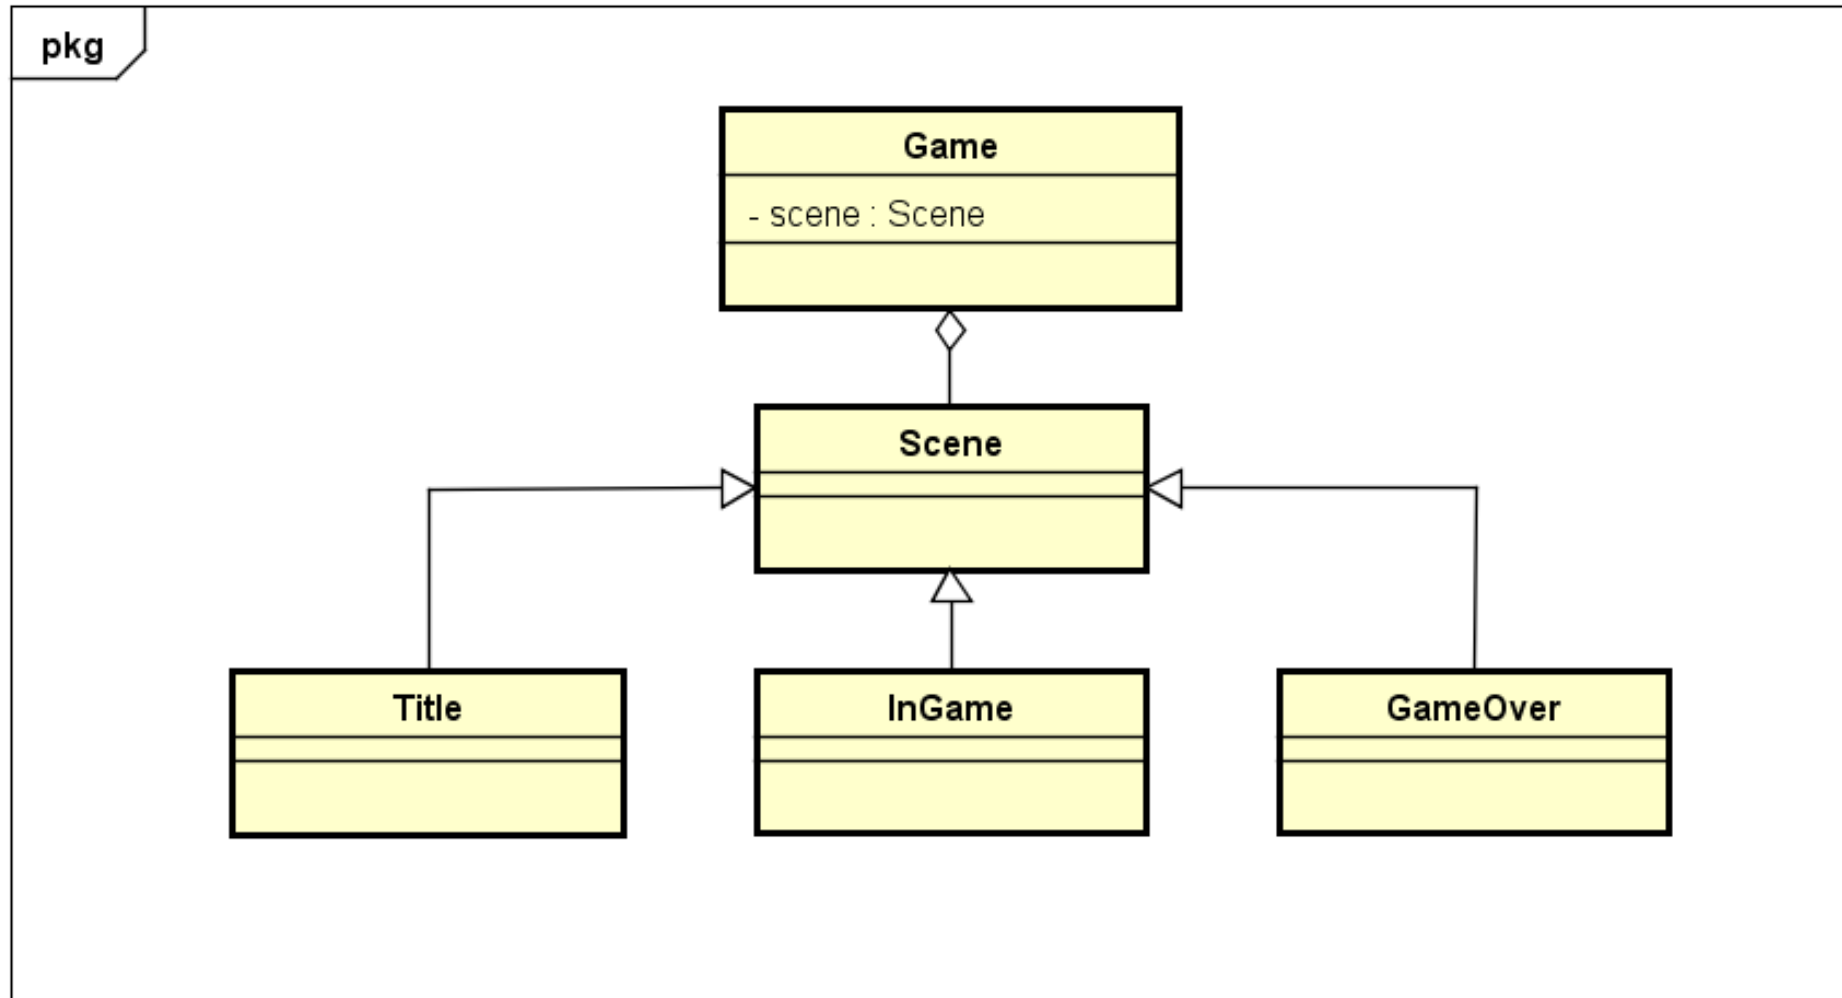 pkg
Game
- scene : Scene
Scene
Title
InGame
GameOver